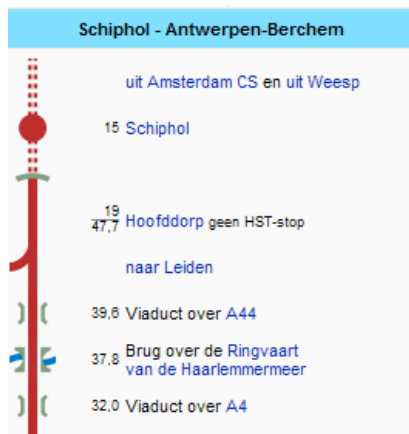 Schiphol - Antwerpen-Berchem
uit Amsterdam CS en uit Weesp
15 Schiphol
19
47,7 Hoofddorp geen HST-stop
naar Leiden
39,6 Viaduct over A44
37,8 Brug over de Ringvaart
van de Haarlemmermeer
32,0 Viaduct over A4